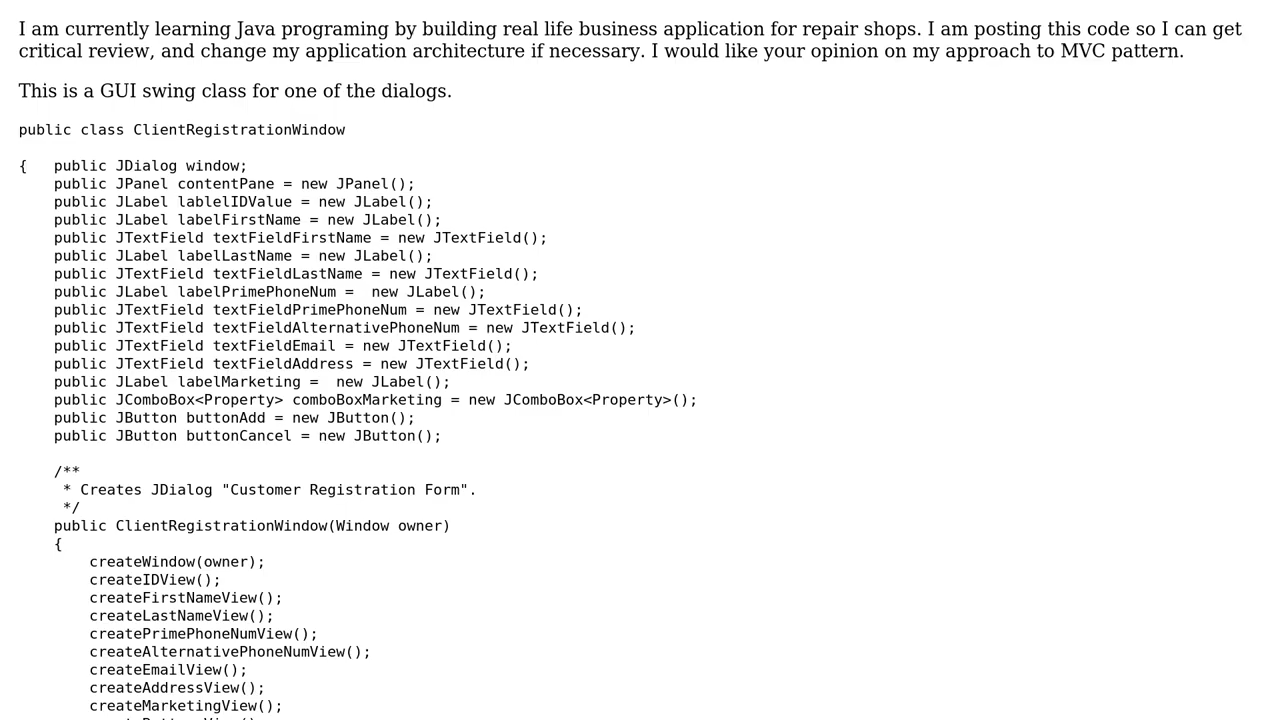 I am currently learning Java programing by building real life business application for repair shops. I am posting this code so I can get
critical review, and change my application architecture if necessary. I would like your opinion on my approach to MVC pattern.
This is a GUI swing class for one of the dialogs.
public class ClientRegistrationWindow
{   public JDialog window;
    public JPanel contentPane = new JPanel();
    public JLabel lablelIDValue = new JLabel();
    public JLabel labelFirstName = new JLabel();
    public JTextField textFieldFirstName = new JTextField();
    public JLabel labelLastName = new JLabel();
    public JTextField textFieldLastName = new JTextField();
    public JLabel labelPrimePhoneNum =  new JLabel();
    public JTextField textFieldPrimePhoneNum = new JTextField();
    public JTextField textFieldAlternativePhoneNum = new JTextField();
    public JTextField textFieldEmail = new JTextField();
    public JTextField textFieldAddress = new JTextField();
    public JLabel labelMarketing =  new JLabel();
    public JComboBox<Property> comboBoxMarketing = new JComboBox<Property>();
    public JButton buttonAdd = new JButton();
    public JButton buttonCancel = new JButton();
    /**
     * Creates JDialog "Customer Registration Form".
     */
    public ClientRegistrationWindow(Window owner)
    {
        createWindow(owner);
        createIDView();
        createFirstNameView();
        createLastNameView();
        createPrimePhoneNumView();
        createAlternativePhoneNumView();
        createEmailView();
        createAddressView();
        createMarketingView();